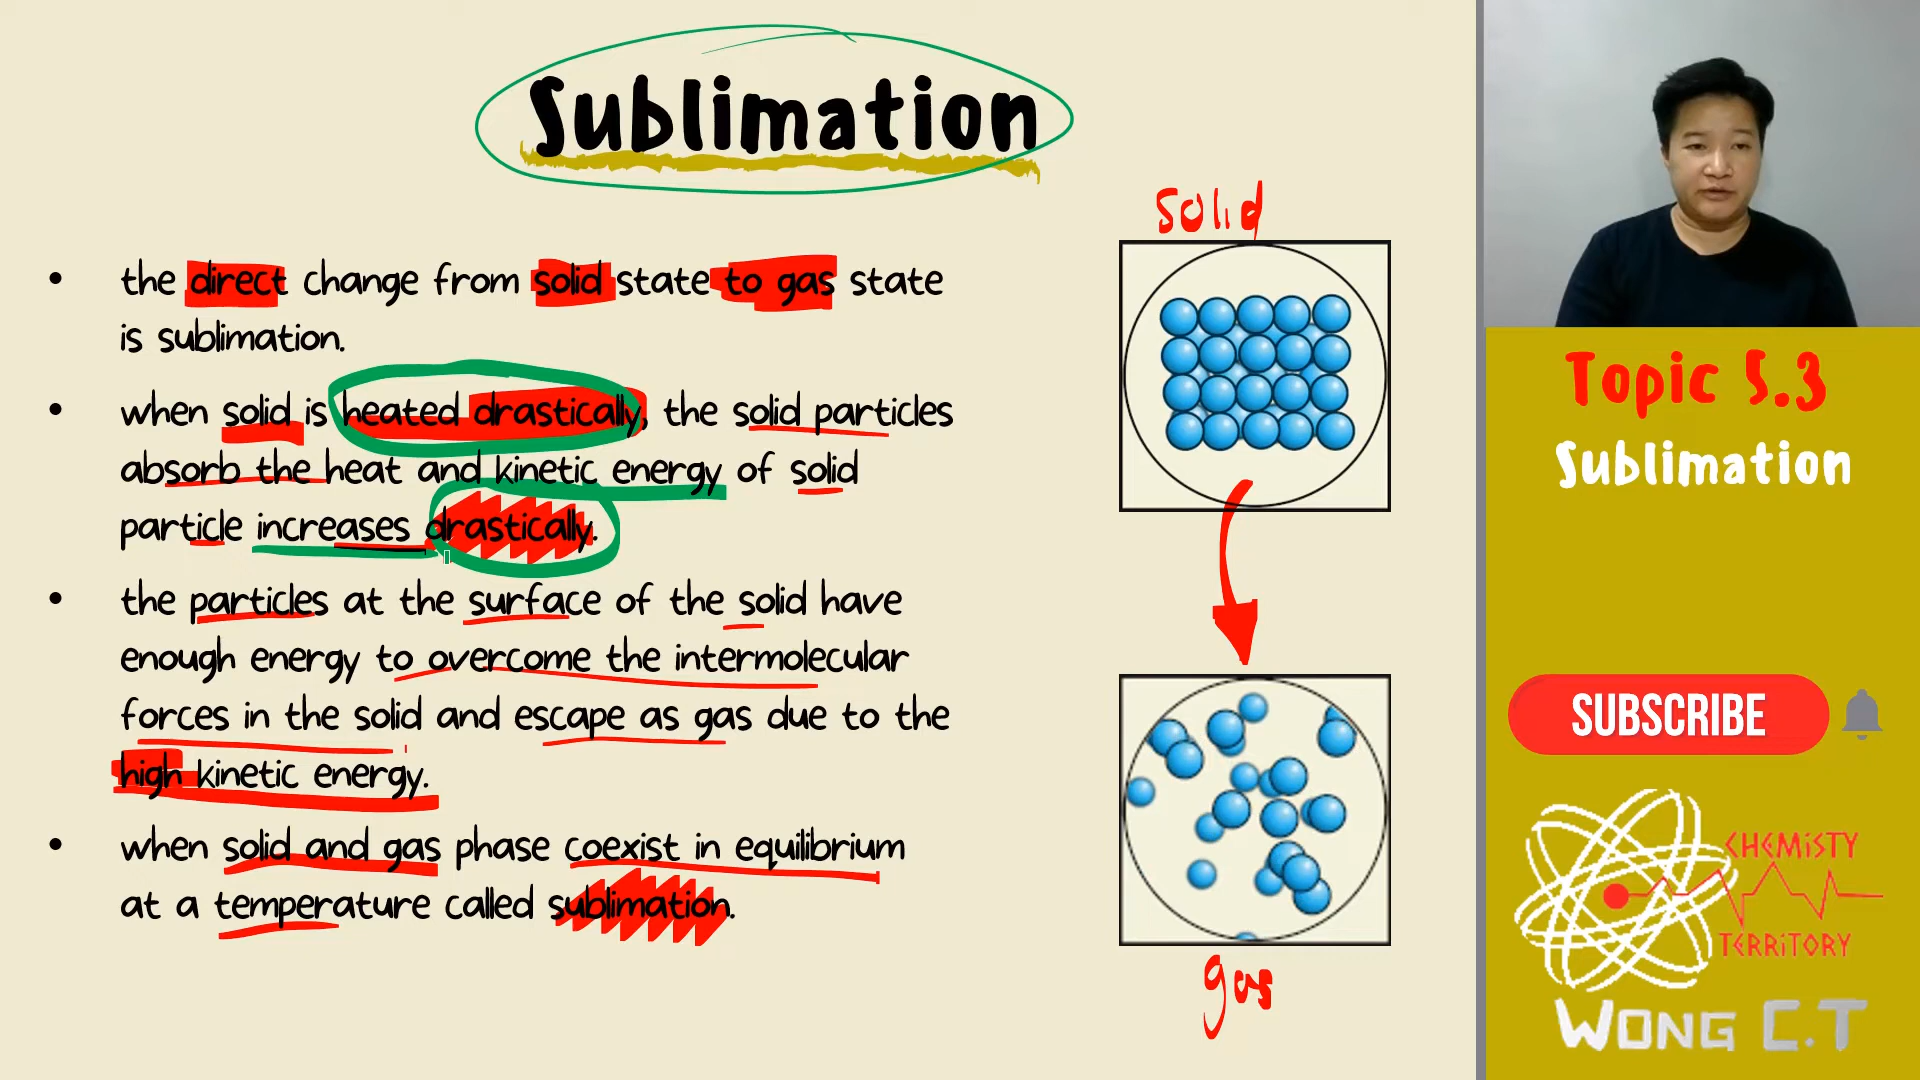 Sublimation
• the direct change from solid state to gas state
is sublimation.
• when solid is heated drastically, the solid particles
absorb the heat and kinetic energy of solid
particle increases drastically.
• the particles at the surface of the solid have
enough energy to overcome the intermolecular
forces in the solid and escape as gas due to the
high kinetic energy.
• when solid and gas phase coexist in equilibrium
at a temperature called sublimation.
solid
gas
Topic 5.3
Sublimation
SUBSCRIBE
CHEMISTY
TERRITORY
WONG C.T